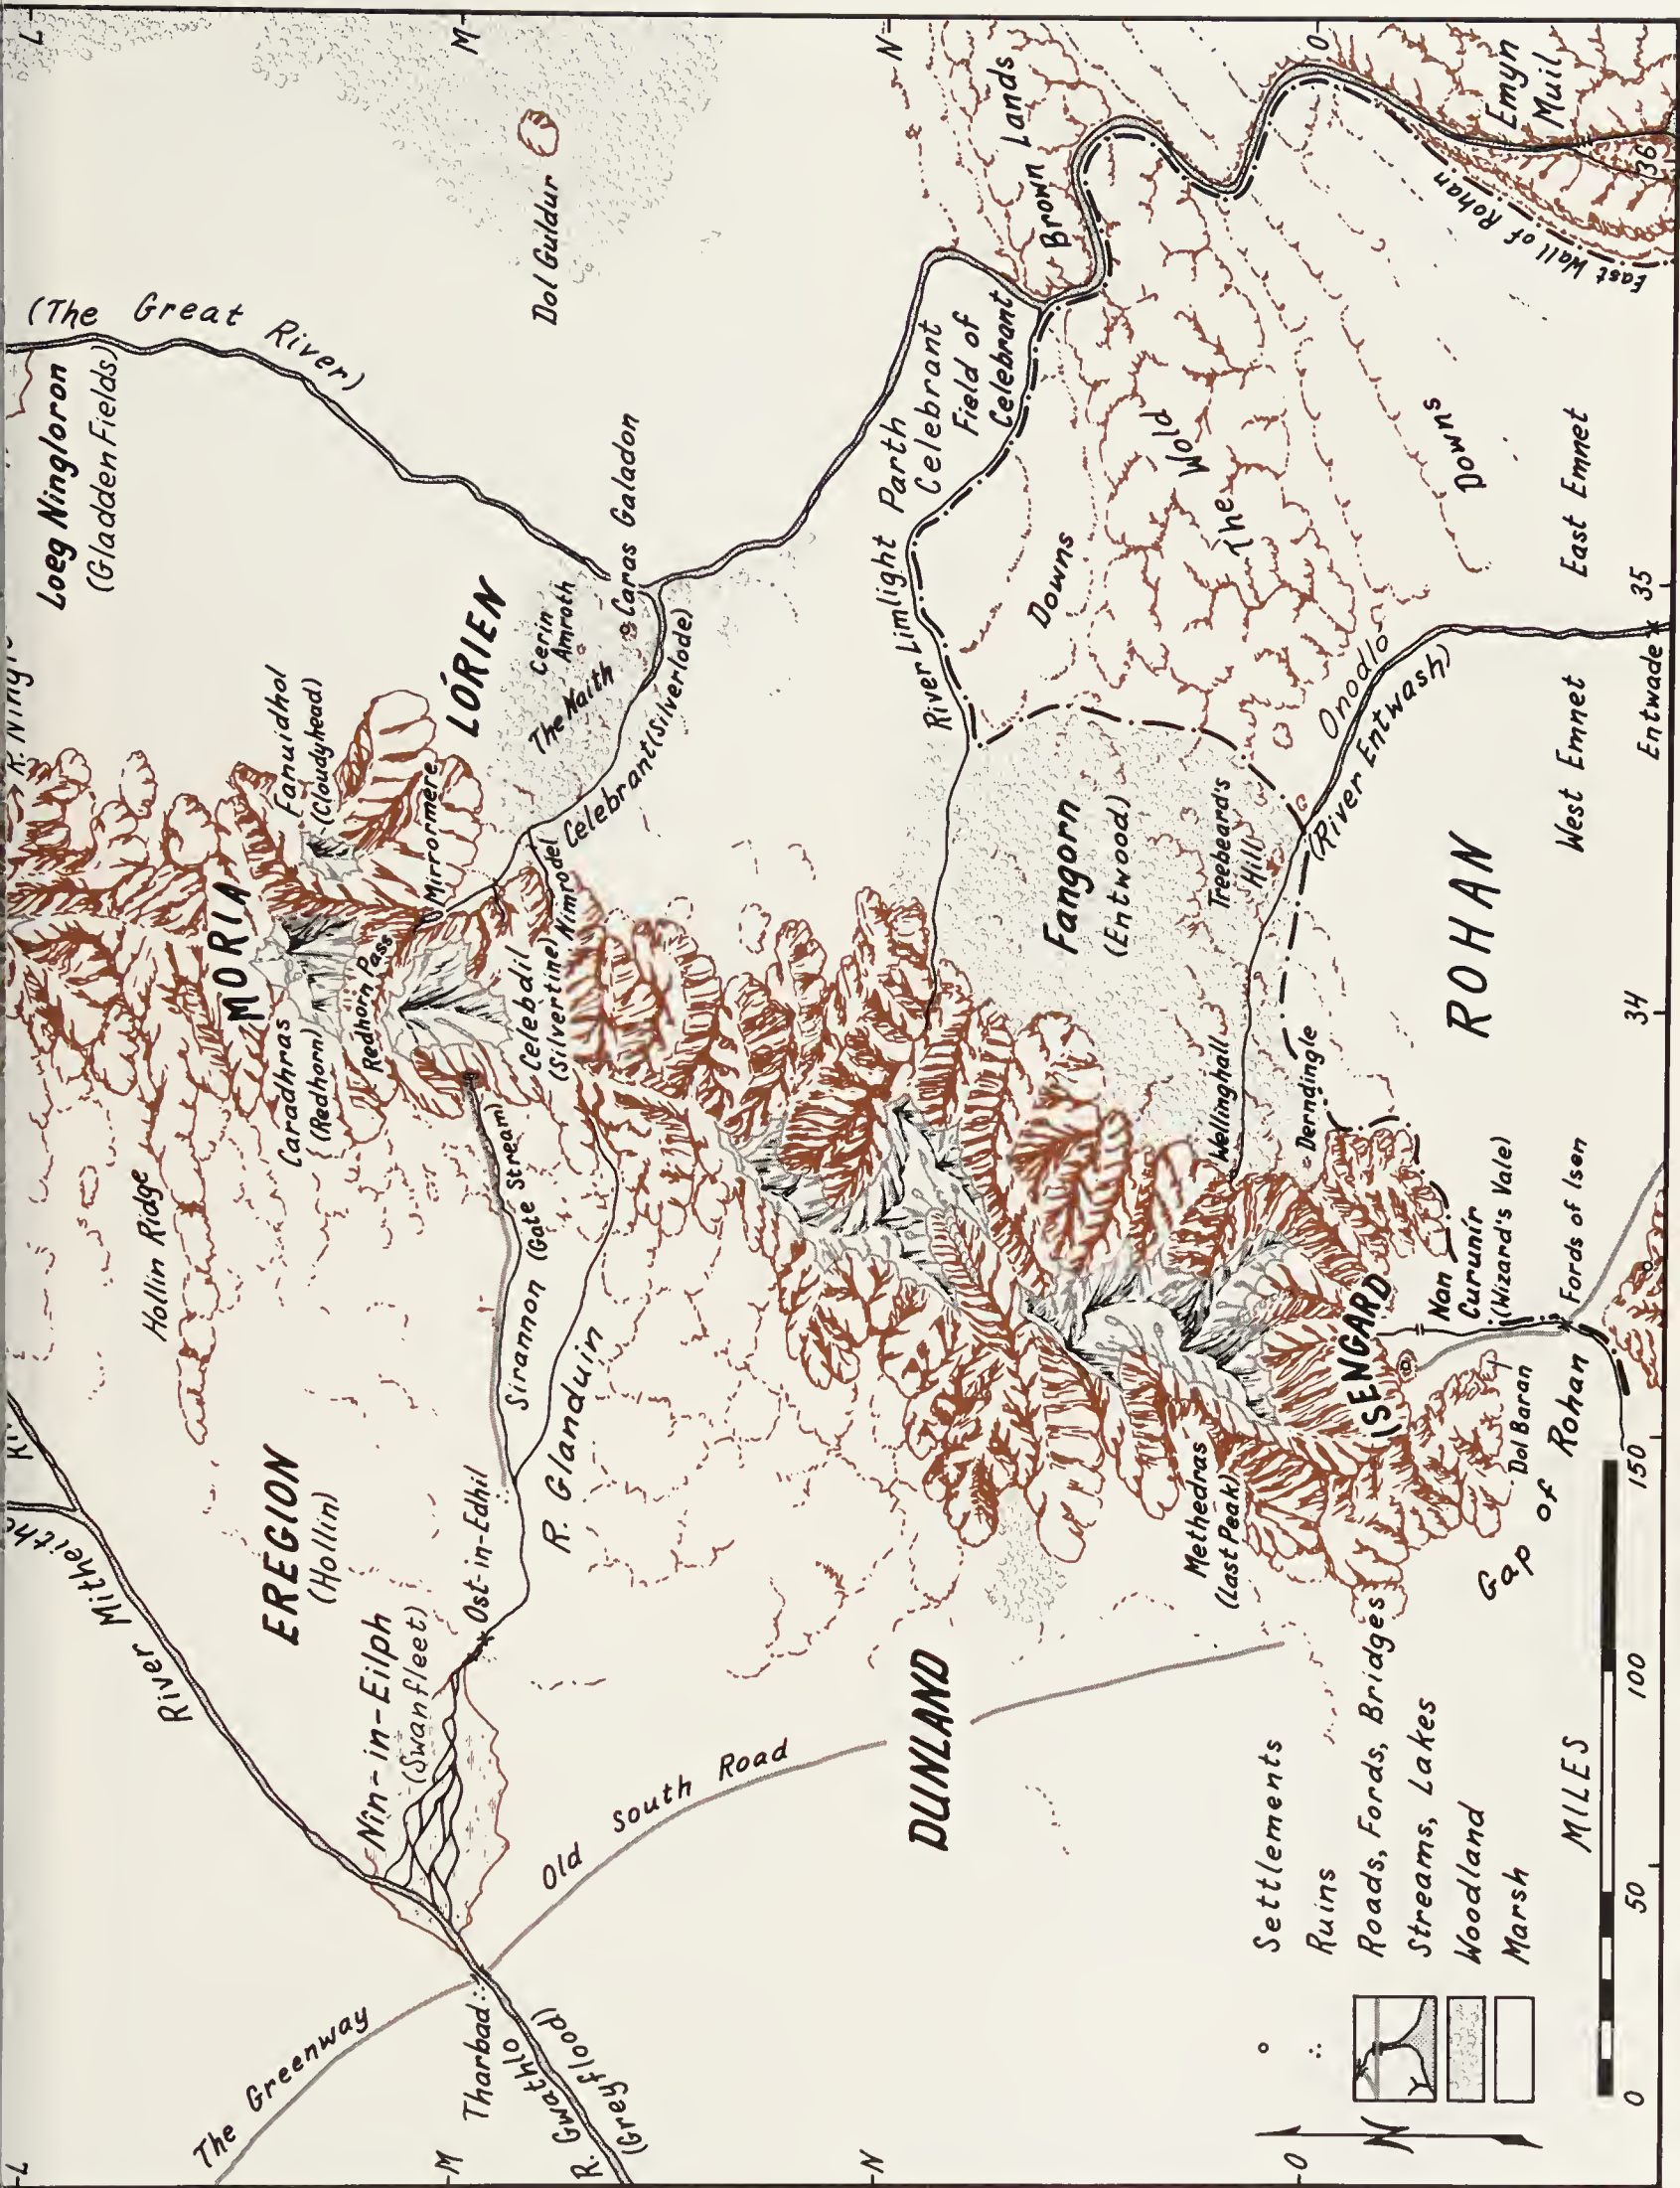 L
M
N
O
(The Great River)
Loeg Ningloron
(Gladden Fields)
Dol Guldur
Brown Lands
Emyn
Muil
East Wall of Rohan
36
Fanuidhol
(Cloudyhead)
LÓRIEN
Cerin
Amroth
The Naith
Caras Galadon
Celebrant (Silverlode)
River Limlight
Parth
Celebrant
Field of
Celebrant
Downs
The Wold
Downs
East Emnet
35
MORIA
Mirrormere
Nimrodel
Caradhras
(Redhorn)
Redhorn Pass
Celebdil
(Silvertine)
Fangorn
(Entwood)
Treebeard's
Hill
Onodló
(River Entwash)
West Emnet
Entwade
ROHAN
34
Hollin Ridge
Sirannon (Gate Stream)
R. Glanduin
Wellinghall
Derndingle
Nan
Curunír
(Wizard's Vale)
Fords of Isen
ISENGARD
Dol Baran
Gap of Rohan
Methedras
(Last Peak)
River Mitheith
EREGION
(Hollin)
Ost-in-Edhil
Nîn-in-Eilph
(Swanfleet)
Old South Road
DUNLAND
The Greenway
Tharbad
R. Gwathlo
(Greyflood)
Settlements
Ruins
Roads, Fords, Bridges
Streams, Lakes
Woodland
Marsh
N
MILES
0 50 100 150
L
M
N
O